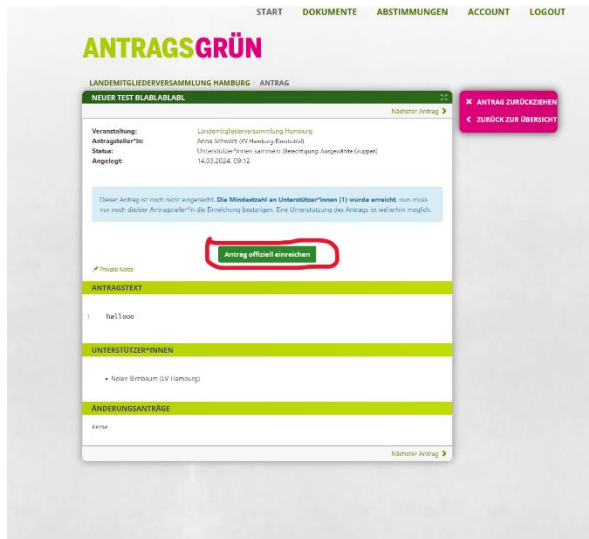 START DOKUMENTE ABSTIMMUNGEN ACCOUNT LOGOUT
ANTRAGSGRÜN
LANDEMITGLIEDERVERSAMMLUNG HAMBURG / ANTRAG
NEUER TEST BLABLABLABL
Nächster Antrag
ANTRAG ZURÜCKZIEHEN
ZURÜCK ZUR ÜBERSICHT
Veranstaltung: Landemitgliederversammlung Hamburg
Antragsteller*in: Anna Schwarz (KV Hamburg-Eimsbüttel)
Status: Unterstützer*innen sammeln (Berechtigung: Ausgewählte Gruppen)
Angelegt: 14.03.2024, 09:12
Dieser Antrag ist noch nicht eingereicht. Die Mindestzahl an Unterstützer*innen (1) wurde erreicht, nun muss
nur noch die/der Antragsteller*in die Einreichung bestätigen. Eine Unterstützung des Antrags ist weiterhin möglich.
Antrag offiziell einreichen
Private Notiz
ANTRAGSTEXT
1 hallooo
UNTERSTÜTZER*INNEN
• Nolen Birnbaum (LV Hamburg)
ÄNDERUNGSANTRÄGE
keine
Nächster Antrag